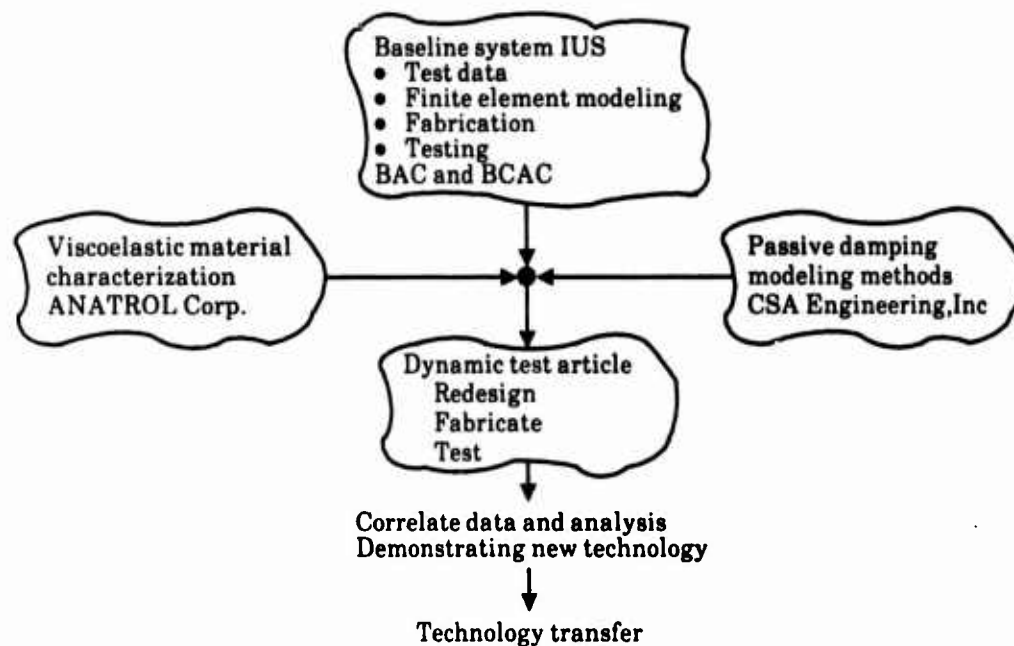 Baseline system IUS
• Test data
• Finite element modeling
• Fabrication
• Testing
BAC and BCAC
Viscoelastic material
characterization
ANATROL Corp.
Passive damping
modeling methods
CSA Engineering,Inc
Dynamic test article
Redesign
Fabricate
Test
Correlate data and analysis
Demonstrating new technology
Technology transfer